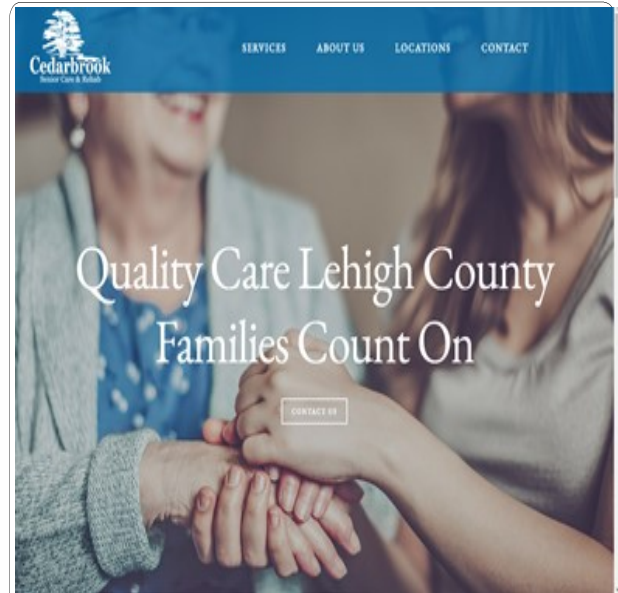 Cedarbrook
Senior Care & Rehab
SERVICES
ABOUT US
LOCATIONS
CONTACT
Quality Care Lehigh County
Families Count On
CONTACT US